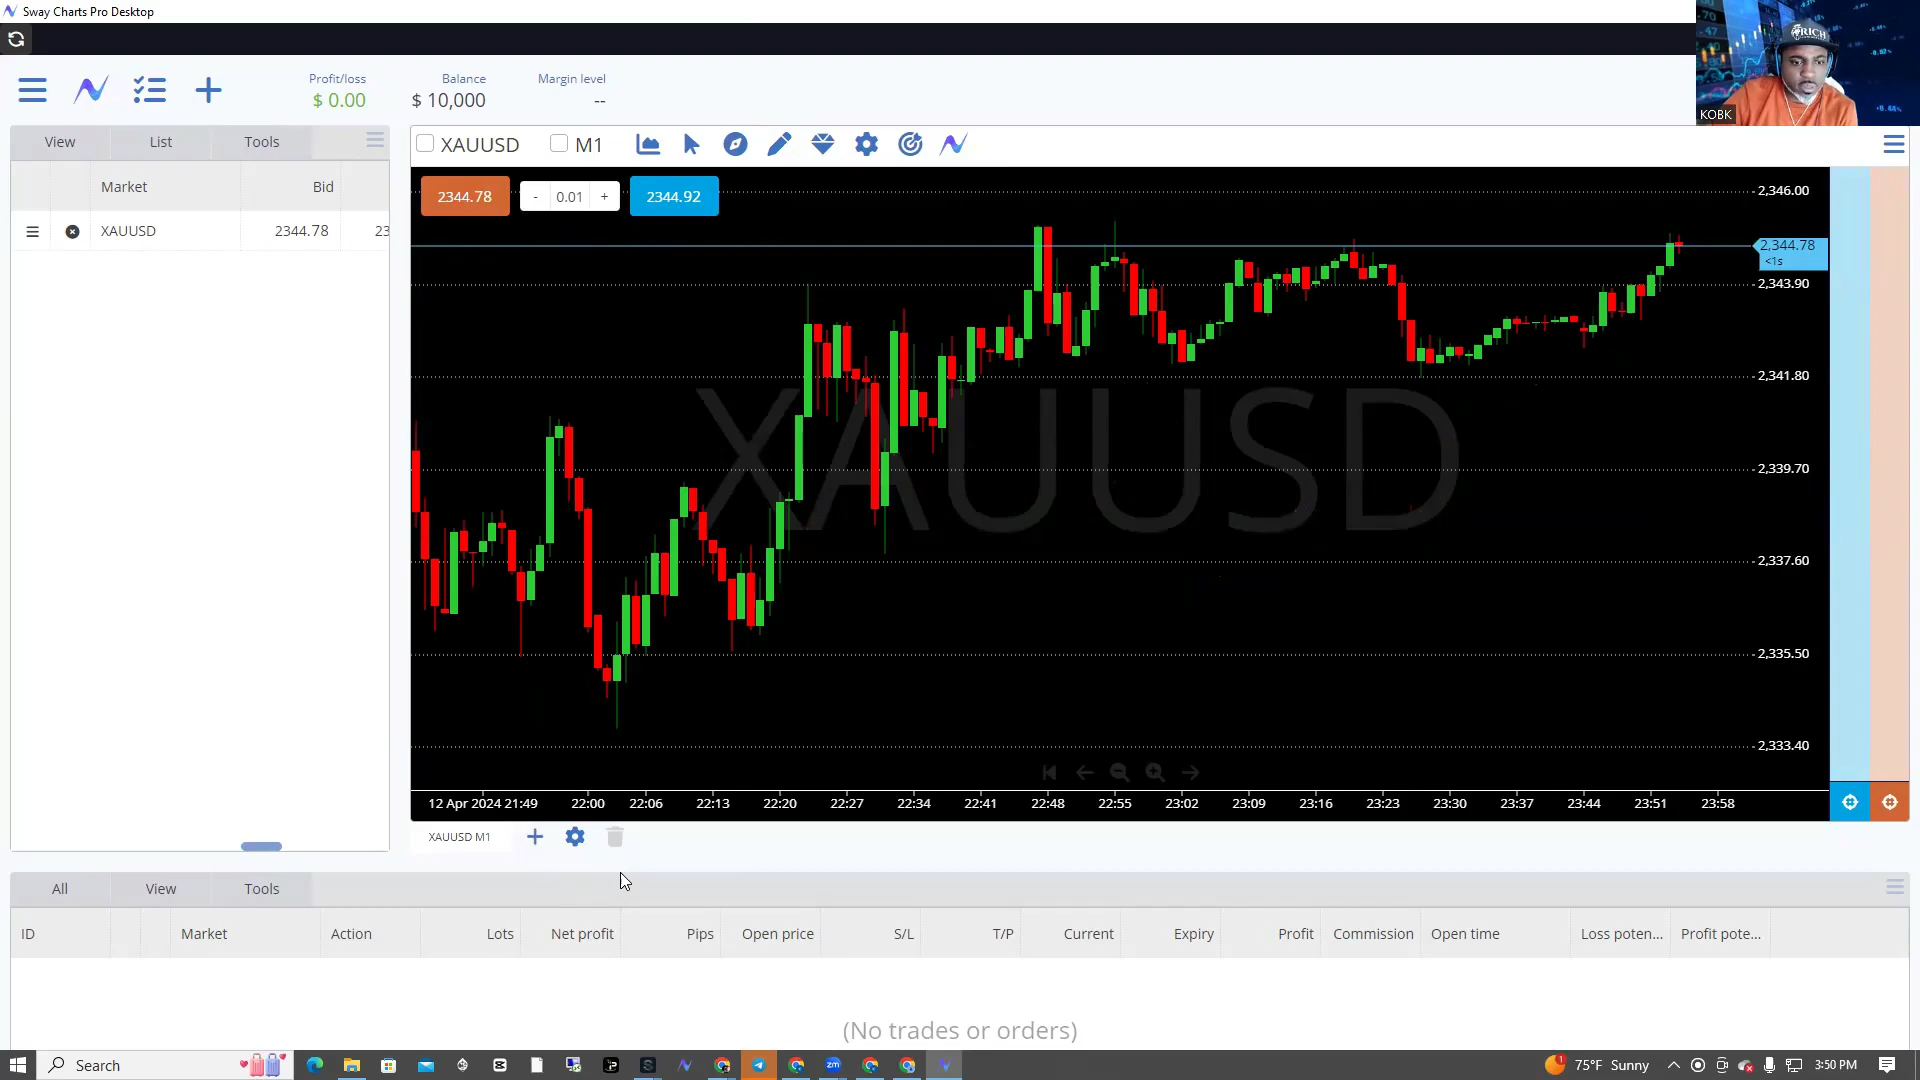 Sway Charts Pro Desktop
Profit/loss
$ 0.00
Balance
$ 10,000
Margin level
--
RICH
KOBK
View List Tools
Market Bid
XAUUSD 2344.78 23
XAUUSD M1
2344.78 - 0.01 + 2344.92
XAUUSD
2,346.00
2,344.78
<1s
2,343.90
2,341.80
2,339.70
2,337.60
2,335.50
2,333.40
12 Apr 2024 21:49 22:00 22:06 22:13 22:20 22:27 22:34 22:41 22:48 22:55 23:02 23:09 23:16 23:23 23:30 23:37 23:44 23:51 23:58
XAUUSD M1
All View Tools
ID Market Action Lots Net profit Pips Open price S/L T/P Current Expiry Profit Commission Open time Loss poten... Profit pote...
(No trades or orders)
Search 75°F Sunny 3:50 PM